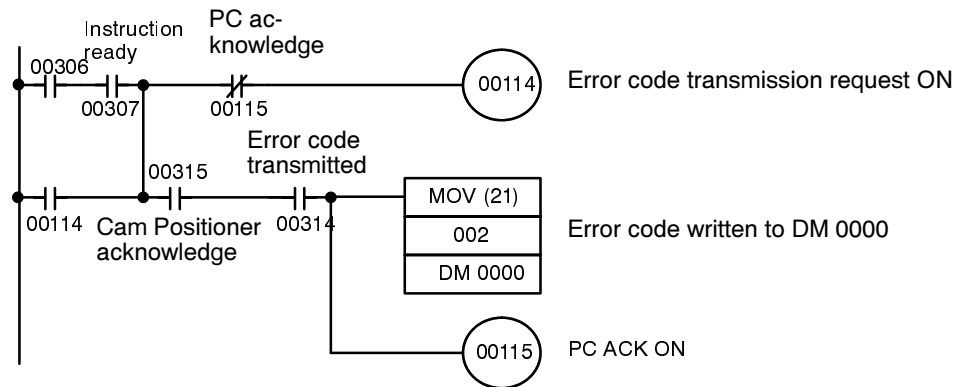 Instruction
ready
PC ac-
knowledge
00306
00307
00115
00114
Error code transmission request ON
Error code
transmitted
00315
00114
Cam Positioner
acknowledge
00314
MOV (21)
002
DM 0000
Error code written to DM 0000
00115
PC ACK ON